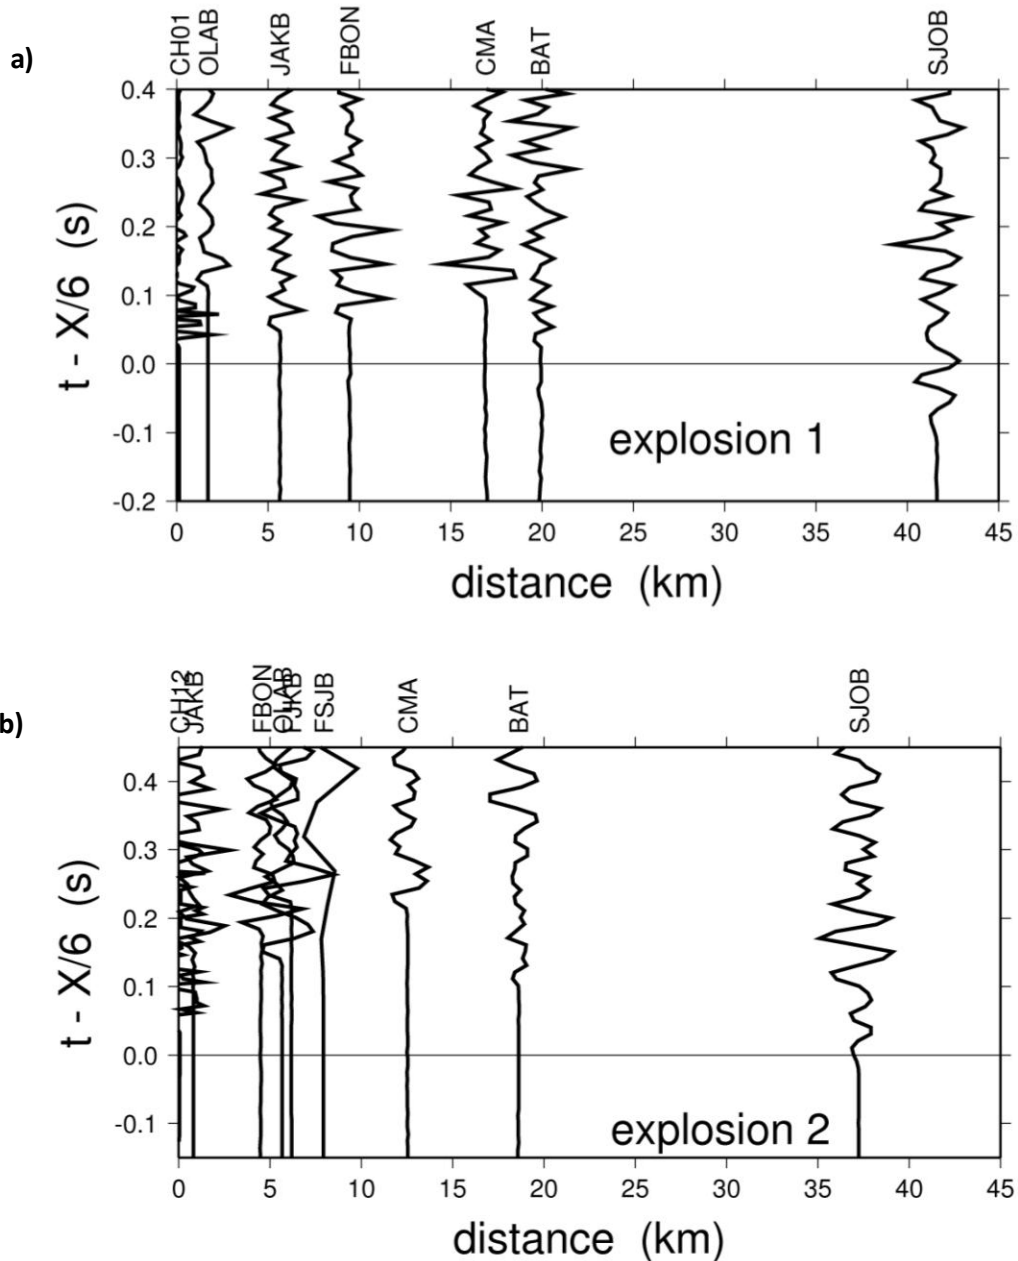 a)
CH01 OLAB JAKB FBON CMA BAT SJOB
0.4
0.3
0.2
0.1
0.0
-0.1
-0.2
t - X/6 (s)
explosion 1
0 5 10 15 20 25 30 35 40 45
distance (km)
b)
CH12 JAKB FBON OLAB FJKB FSJB CMA BAT SJOB
0.4
0.3
0.2
0.1
0.0
-0.1
t - X/6 (s)
explosion 2
0 5 10 15 20 25 30 35 40 45
distance (km)